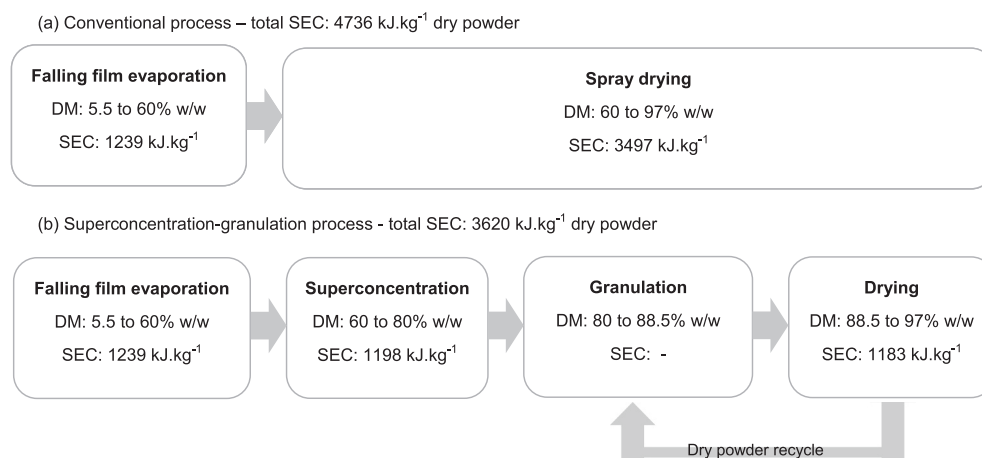 (a) Conventional process – total SEC: 4736 kJ.kg⁻¹ dry powder
Falling film evaporation
DM: 5.5 to 60% w/w
SEC: 1239 kJ.kg⁻¹
Spray drying
DM: 60 to 97% w/w
SEC: 3497 kJ.kg⁻¹
(b) Superconcentration-granulation process - total SEC: 3620 kJ.kg⁻¹ dry powder
Falling film evaporation
DM: 5.5 to 60% w/w
SEC: 1239 kJ.kg⁻¹
Superconcentration
DM: 60 to 80% w/w
SEC: 1198 kJ.kg⁻¹
Granulation
DM: 80 to 88.5% w/w
SEC: -
Drying
DM: 88.5 to 97% w/w
SEC: 1183 kJ.kg⁻¹
Dry powder recycle